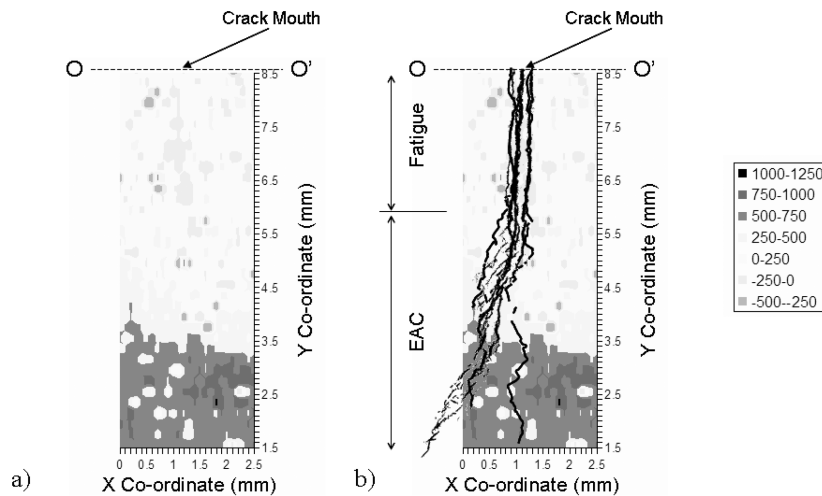 Crack Mouth
Crack Mouth
O
O'
O
O'
8.5
7.5
6.5
5.5
4.5
3.5
2.5
1.5
Y Co-ordinate (mm)
0 0.5 1 1.5 2 2.5
X Co-ordinate (mm)
a)
Fatigue
EAC
8.5
7.5
6.5
5.5
4.5
3.5
2.5
1.5
Y Co-ordinate (mm)
0 0.5 1 1.5 2 2.5
X Co-ordinate (mm)
b)
1000-1250
750-1000
500-750
250-500
0-250
-250-0
-500--250